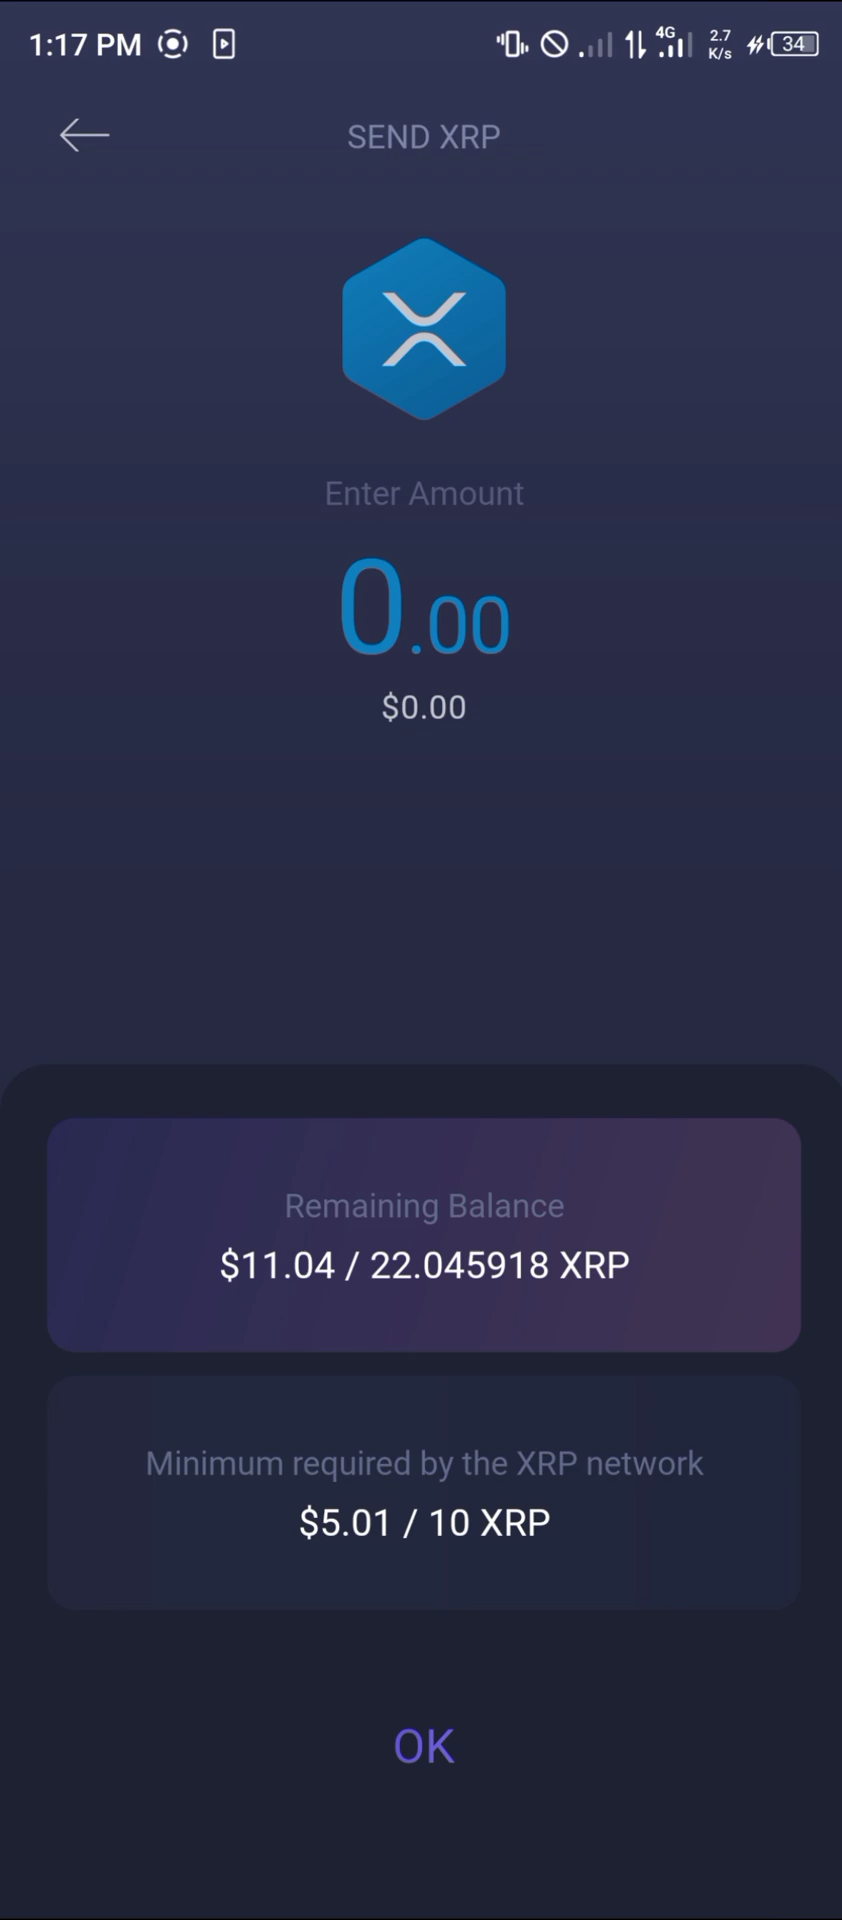 1:17 PM 4G 2.7 K/s 34
SEND XRP
Enter Amount
0.00
$0.00
Remaining Balance
$11.04 / 22.045918 XRP
Minimum required by the XRP network
$5.01 / 10 XRP
OK